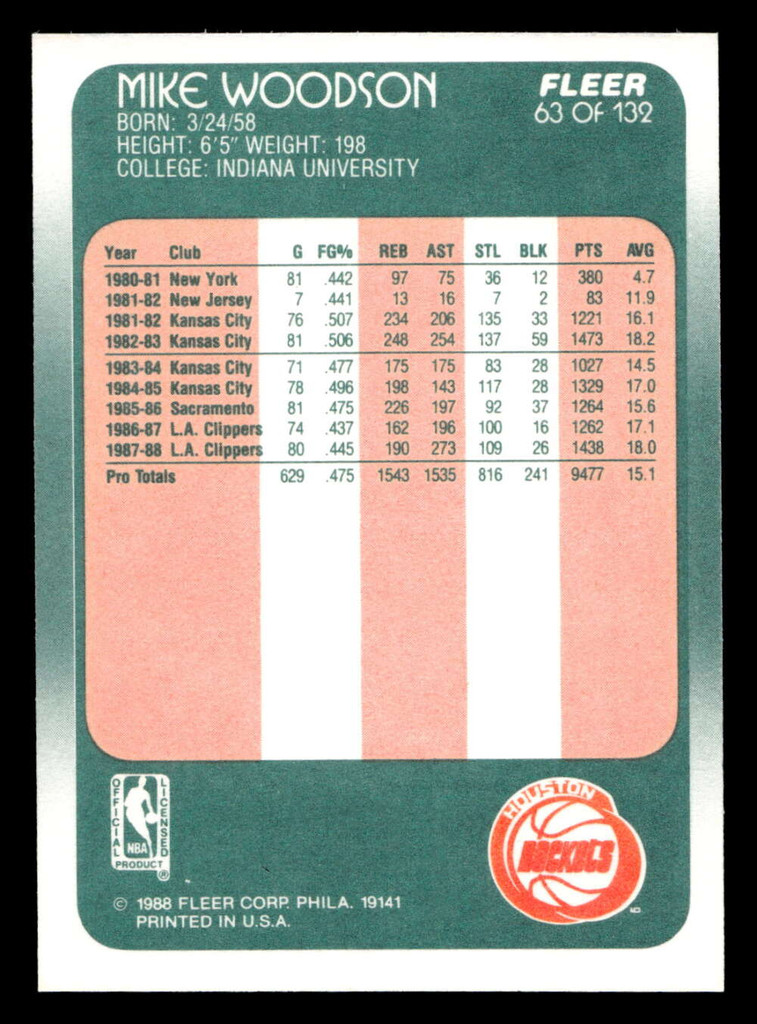 MIKE WOODSON
FLEER
63 OF 132
BORN: 3/24/58
HEIGHT: 6'5" WEIGHT: 198
COLLEGE: INDIANA UNIVERSITY
Year Club G FG% REB AST STL BLK PTS AVG
1980-81 New York 81 .442 97 75 36 12 380 4.7
1981-82 New Jersey 7 .441 13 16 7 2 83 11.9
1981-82 Kansas City 76 .507 234 206 135 33 1221 16.1
1982-83 Kansas City 81 .506 248 254 137 59 1473 18.2
1983-84 Kansas City 71 .477 175 175 83 28 1027 14.5
1984-85 Kansas City 78 .496 198 143 117 28 1329 17.0
1985-86 Sacramento 81 .475 226 197 92 37 1264 15.6
1986-87 L.A. Clippers 74 .437 162 196 100 16 1262 17.1
1987-88 L.A. Clippers 80 .445 190 273 109 26 1438 18.0
Pro Totals 629 .475 1543 1535 816 241 9477 15.1
OFFICIAL
LICENSED
NBA
PRODUCT
®
HOUSTON
ROCKETS
© 1988 FLEER CORP. PHILA. 19141
PRINTED IN U.S.A.